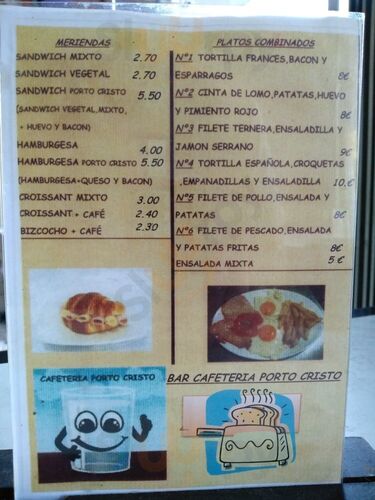 MERIENDAS
SANDWICH MIXTO 2.70
SANDWICH VEGETAL 2.70
SANDWICH PORTO CRISTO 5.50
(SANDWICH VEGETAL,MIXTO,
+ HUEVO Y BACON)
HAMBURGESA 4.00
HAMBURGESA PORTO CRISTO 5.50
(HAMBURGESA+QUESO Y BACON)
CROISSANT MIXTO 3.00
CROISSANT + CAFÉ 2.40
BIZCOCHO + CAFÉ 2.30
PLATOS COMBINADOS
Nº1 TORTILLA FRANCES,BACON Y
ESPARRAGOS 8€
Nº2 CINTA DE LOMO,PATATAS,HUEVO
Y PIMIENTO ROJO 8€
Nº3 FILETE TERNERA,ENSALADILLA Y
JAMON SERRANO 9€
Nº4 TORTILLA ESPAÑOLA,CROQUETAS
,EMPANADILLAS Y ENSALADILLA 10,€
Nº5 FILETE DE POLLO,ENSALADA Y
PATATAS 8€
Nº6 FILETE DE PESCADO,ENSALADA
Y PATATAS FRITAS 8€
ENSALADA MIXTA 5 €
CAFETERIA PORTO CRISTO
BAR CAFETERIA PORTO CRISTO